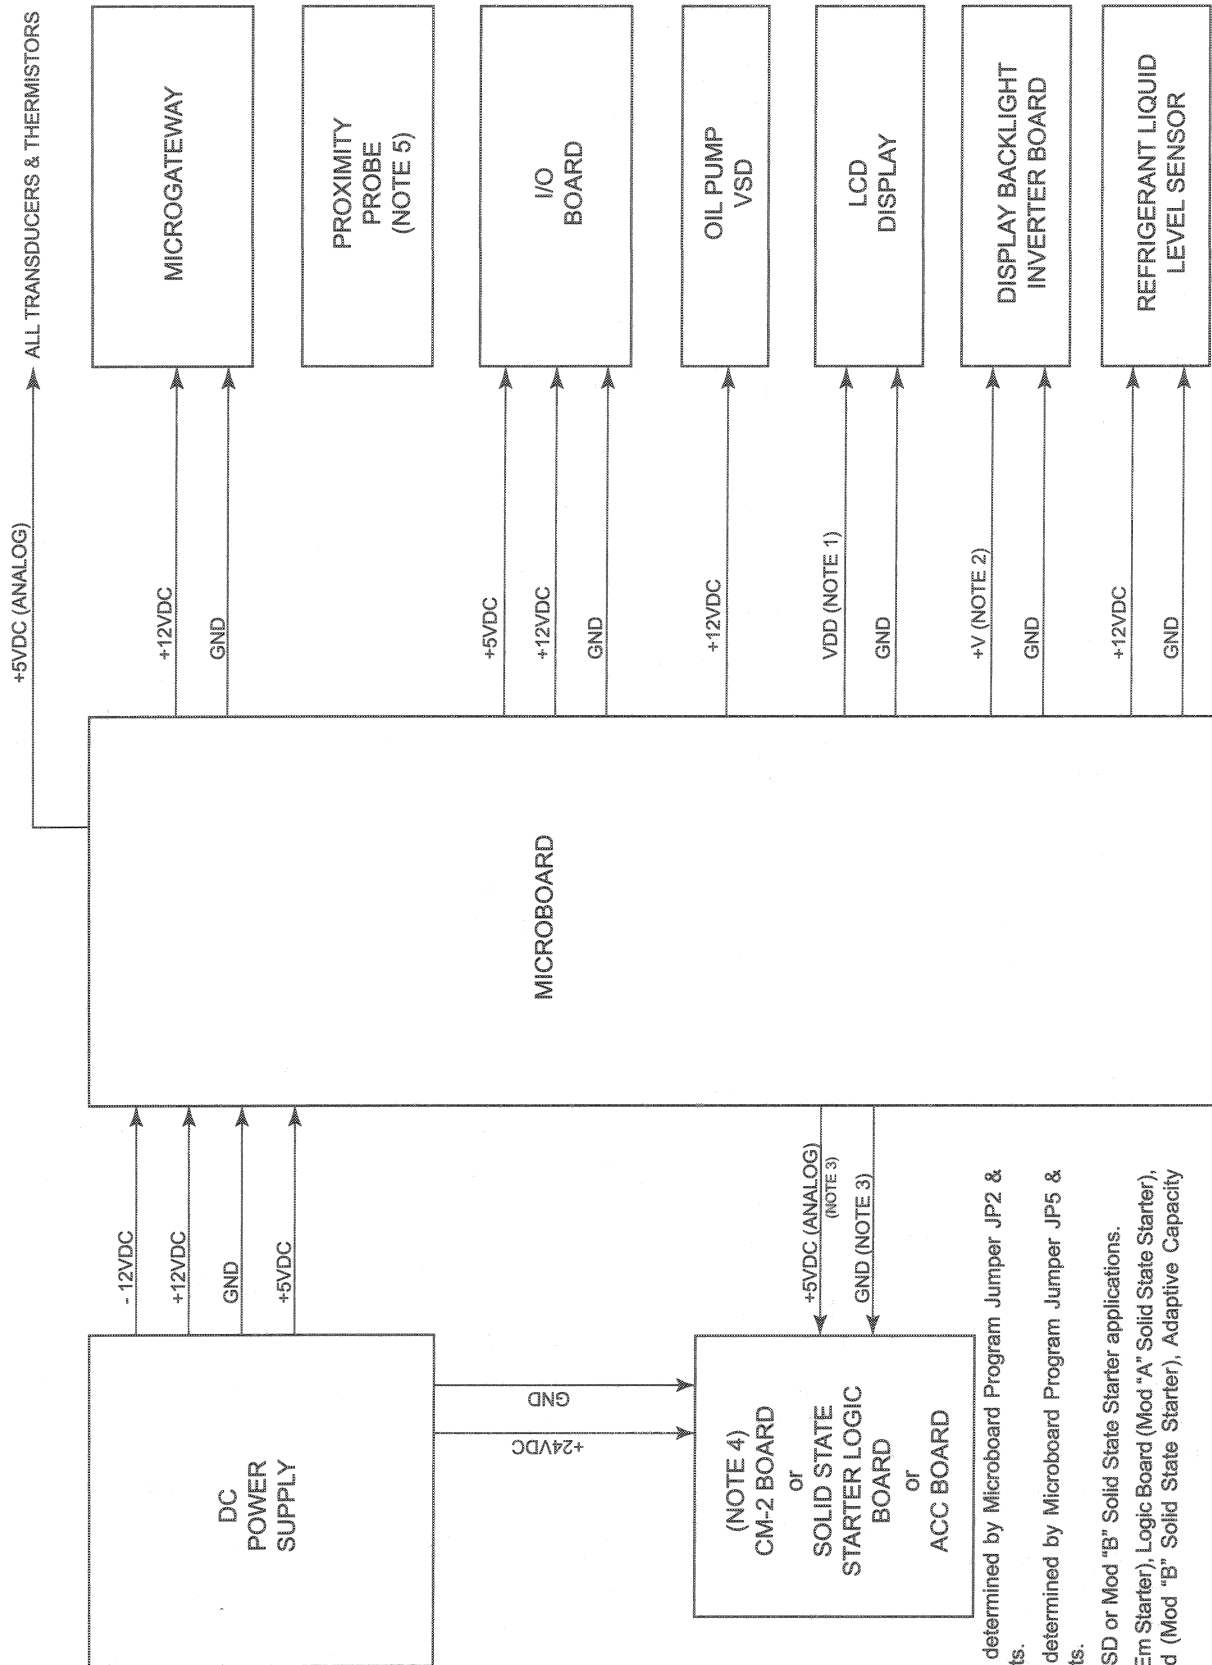 +5VDC (ANALOG)
ALL TRANSDUCERS & THERMISTORS
- 12VDC
+12VDC
GND
+5VDC
DC
POWER
SUPPLY
+24VDC
GND
(NOTE 4)
CM-2 BOARD
or
SOLID STATE
STARTER LOGIC
BOARD
or
ACC BOARD
+5VDC (ANALOG)
(NOTE 3)
GND (NOTE 3)
MICROBOARD
+12VDC
GND
MICROGATEWAY
PROXIMITY
PROBE
(NOTE 5)
+5VDC
+12VDC
GND
I/O
BOARD
+12VDC
OIL PUMP
VSD
VDD (NOTE 1)
GND
LCD
DISPLAY
+V (NOTE 2)
GND
DISPLAY BACKLIGHT
INVERTER BOARD
+12VDC
GND
REFRIGERANT LIQUID
LEVEL SENSOR
determined by Microboard Program Jumper JP2 &
ts.
determined by Microboard Program Jumper JP5 &
ts.
SD or Mod "B" Solid State Starter applications.
Em Starter), Logic Board (Mod "A" Solid State Starter),
d (Mod "B" Solid State Starter), Adaptive Capacity